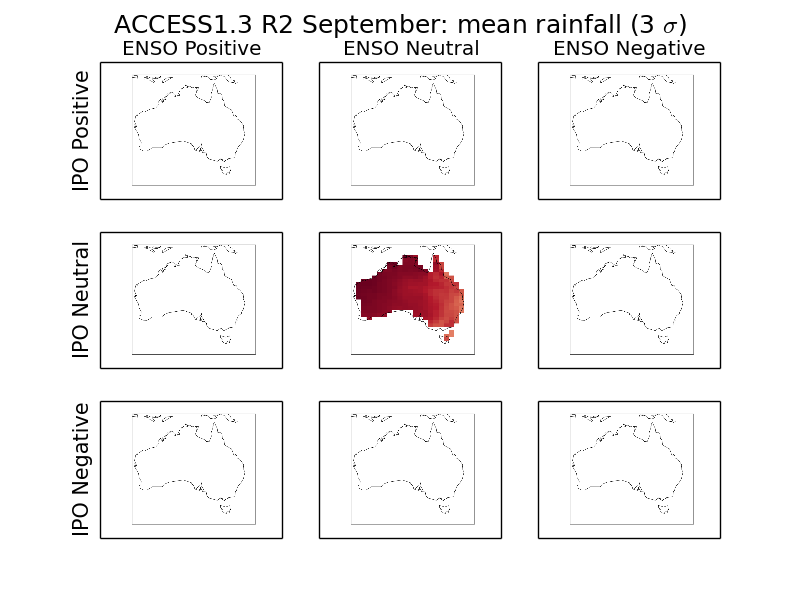 ACCESS1.3 R2 September: mean rainfall (3 σ)
ENSO Positive ENSO Neutral ENSO Negative
IPO Positive
IPO Neutral
IPO Negative